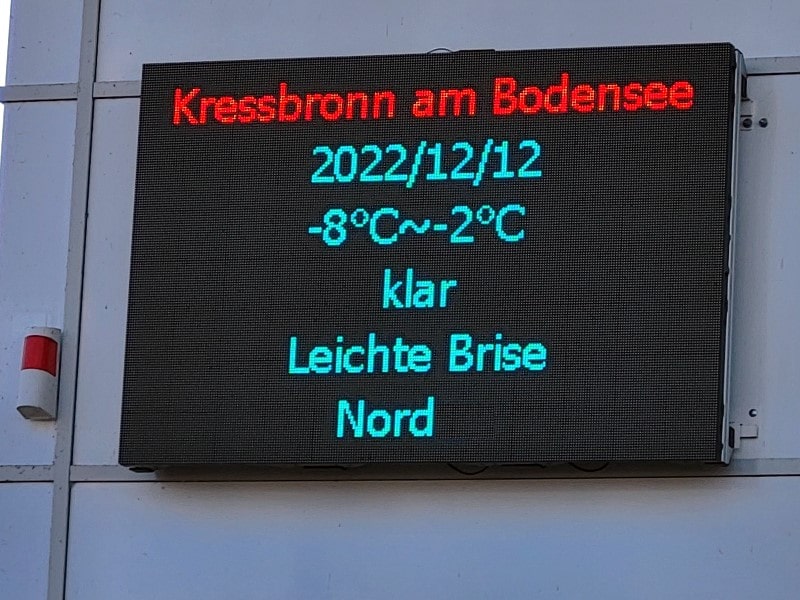 Kressbronn am Bodensee
2022/12/12
-8°C~-2°C
klar
Leichte Brise
Nord